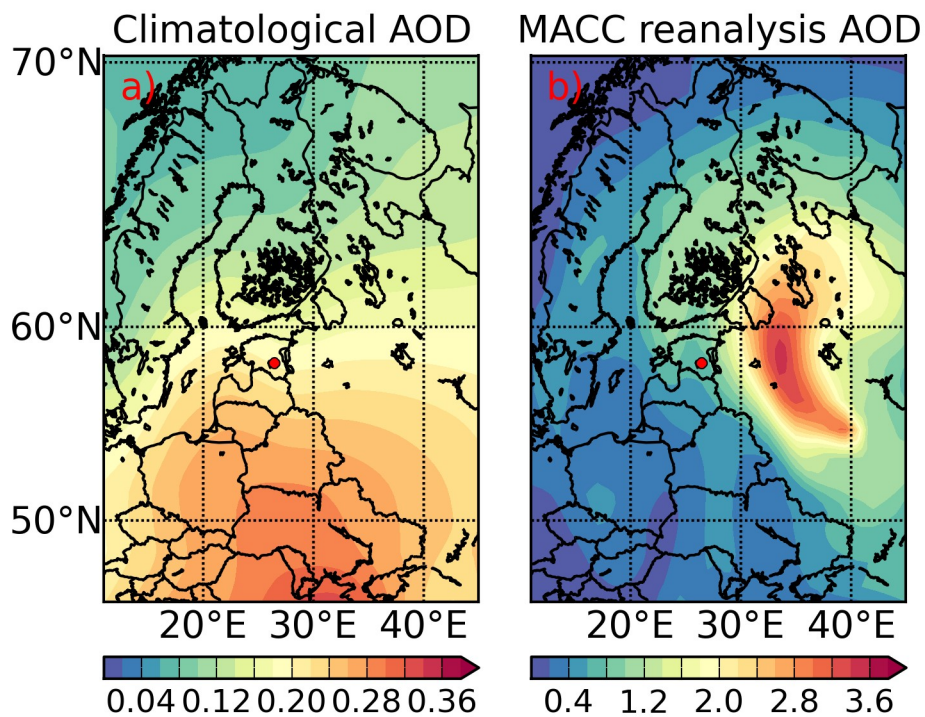 Climatological AOD
MACC reanalysis AOD
a)
b)
70°N
60°N
50°N
20°E 30°E 40°E
20°E 30°E 40°E
0.04 0.12 0.20 0.28 0.36
0.4 1.2 2.0 2.8 3.6